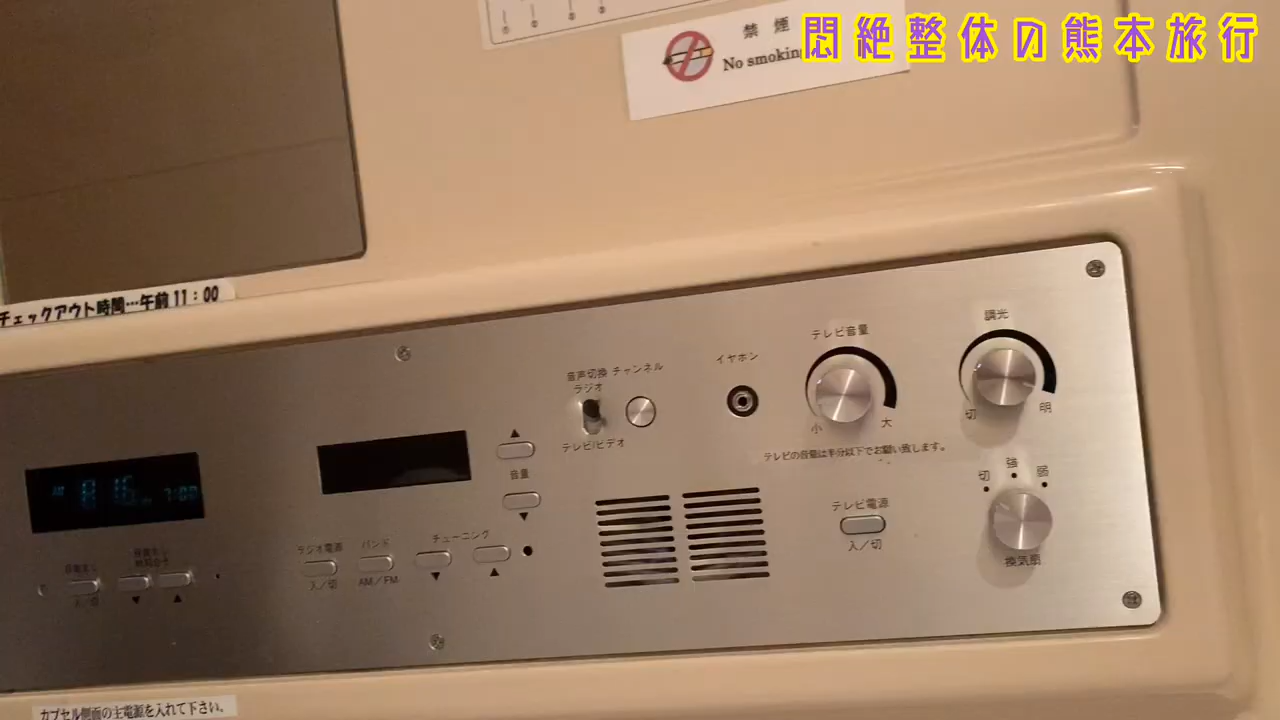 悶絶整体の熊本旅行
禁煙
No smoking
チェックアウト時間…午前11：00
調光
切
明
テレビ音量
小
大
テレビの音量は半分以下でお願い致します。
イヤホン
音声切換 チャンネル
ラジオ
テレビ/ビデオ
音量
切
強
弱
換気扇
テレビ電源
入／切
チューニング
バンド
AM／FM
ラジオ電源
入／切
7:00
入／切
カプセル側面の主電源を入れて下さい。